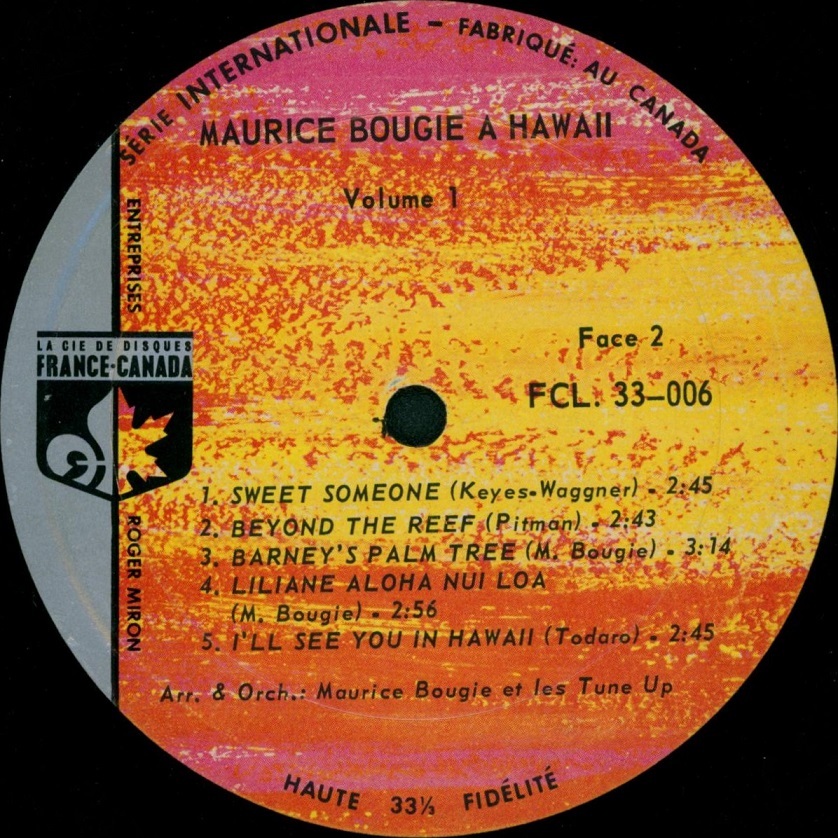 SÉRIE INTERNATIONALE - FABRIQUÉ: AU CANADA
MAURICE BOUGIE A HAWAII
Volume 1
ENTREPRISES
Face 2
LA CIE DE DISQUES
FRANCE-CANADA
FCL. 33-006
1. SWEET SOMEONE (Keyes-Waggner) - 2:45
2. BEYOND THE REEF (Pitman) - 2:43
3. BARNEY'S PALM TREE (M. Bougie) - 3:14
4. LILIANE ALOHA NUI LOA
(M. Bougie) - 2:56
5. I'LL SEE YOU IN HAWAII (Todaro) - 2:45
ROGER MIRON
Arr. & Orch.: Maurice Bougie et les Tune Up
HAUTE 33⅓ FIDÉLITÉ